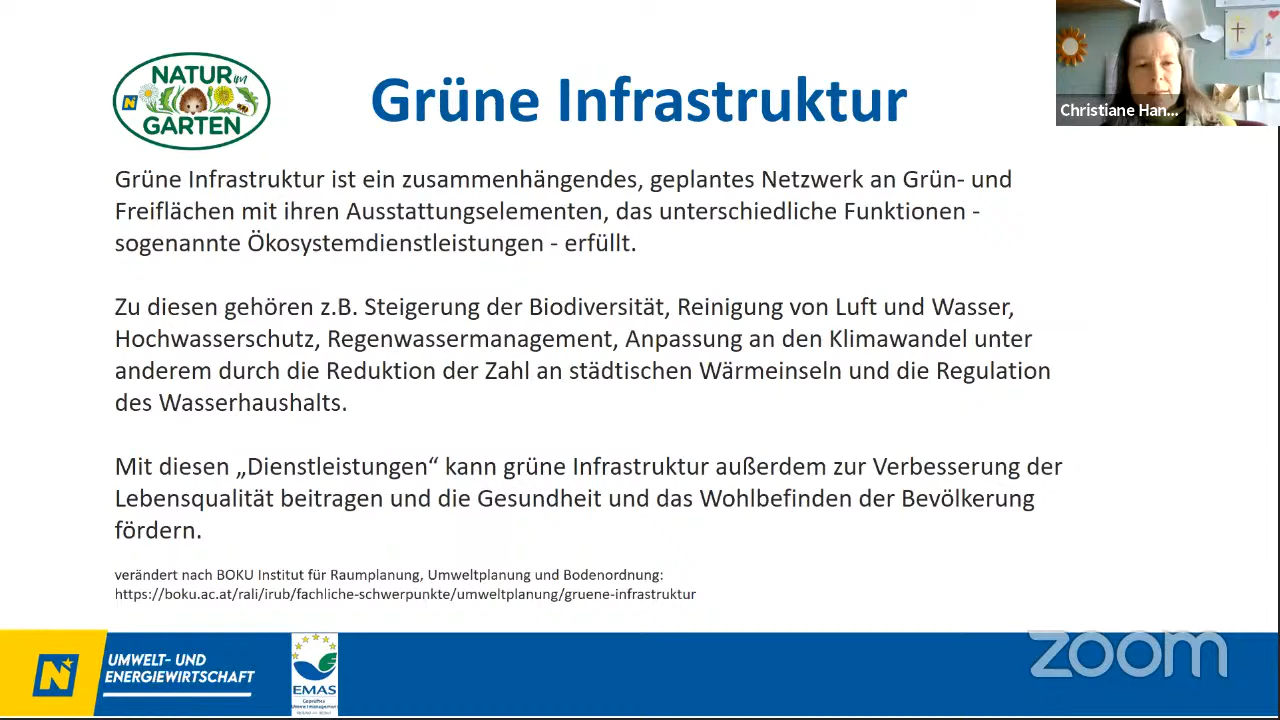 NATUR im
GARTEN
Grüne Infrastruktur
Christiane Han...
Grüne Infrastruktur ist ein zusammenhängendes, geplantes Netzwerk an Grün- und
Freiflächen mit ihren Ausstattungselementen, das unterschiedliche Funktionen -
sogenannte Ökosystemdienstleistungen - erfüllt.
Zu diesen gehören z.B. Steigerung der Biodiversität, Reinigung von Luft und Wasser,
Hochwasserschutz, Regenwassermanagement, Anpassung an den Klimawandel unter
anderem durch die Reduktion der Zahl an städtischen Wärmeinseln und die Regulation
des Wasserhaushalts.
Mit diesen „Dienstleistungen“ kann grüne Infrastruktur außerdem zur Verbesserung der
Lebensqualität beitragen und die Gesundheit und das Wohlbefinden der Bevölkerung
fördern.
verändert nach BOKU Institut für Raumplanung, Umweltplanung und Bodenordnung:
https://boku.ac.at/rali/irub/fachliche-schwerpunkte/umweltplanung/gruene-infrastruktur
N
UMWELT- UND
ENERGIEWIRTSCHAFT
EMAS
Geprüftes
zoom